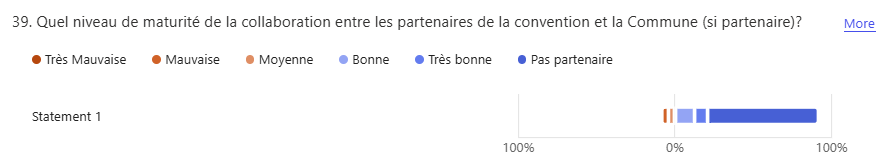 39. Quel niveau de maturité de la collaboration entre les partenaires de la convention et la Commune (si partenaire)?
More
Très Mauvaise Mauvaise Moyenne Bonne Très bonne Pas partenaire
Statement 1
100% 0% 100%